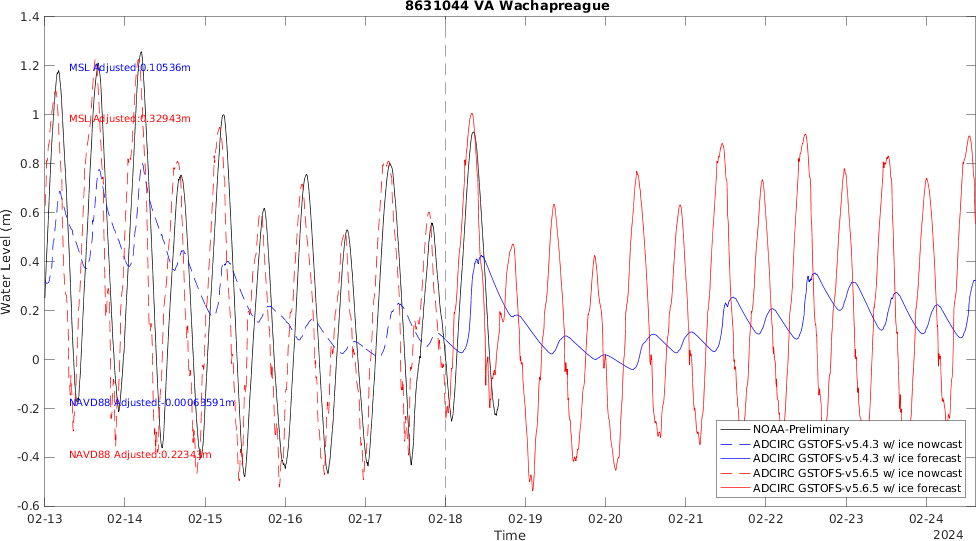 8631044 VA Wachapreague
1.4
1.2
1
0.8
0.6
0.4
0.2
0
-0.2
-0.4
-0.6
Water Level (m)
MSL Adjusted:0.10536m
MSL Adjusted:0.32943m
NAVD88 Adjusted:-0.00063591m
NAVD88 Adjusted:0.22343m
NOAA-Preliminary
ADCIRC GSTOFS-v5.4.3 w/ ice nowcast
ADCIRC GSTOFS-v5.4.3 w/ ice forecast
ADCIRC GSTOFS-v5.6.5 w/ ice nowcast
ADCIRC GSTOFS-v5.6.5 w/ ice forecast
02-13 02-14 02-15 02-16 02-17 02-18 02-19 02-20 02-21 02-22 02-23 02-24
Time
2024